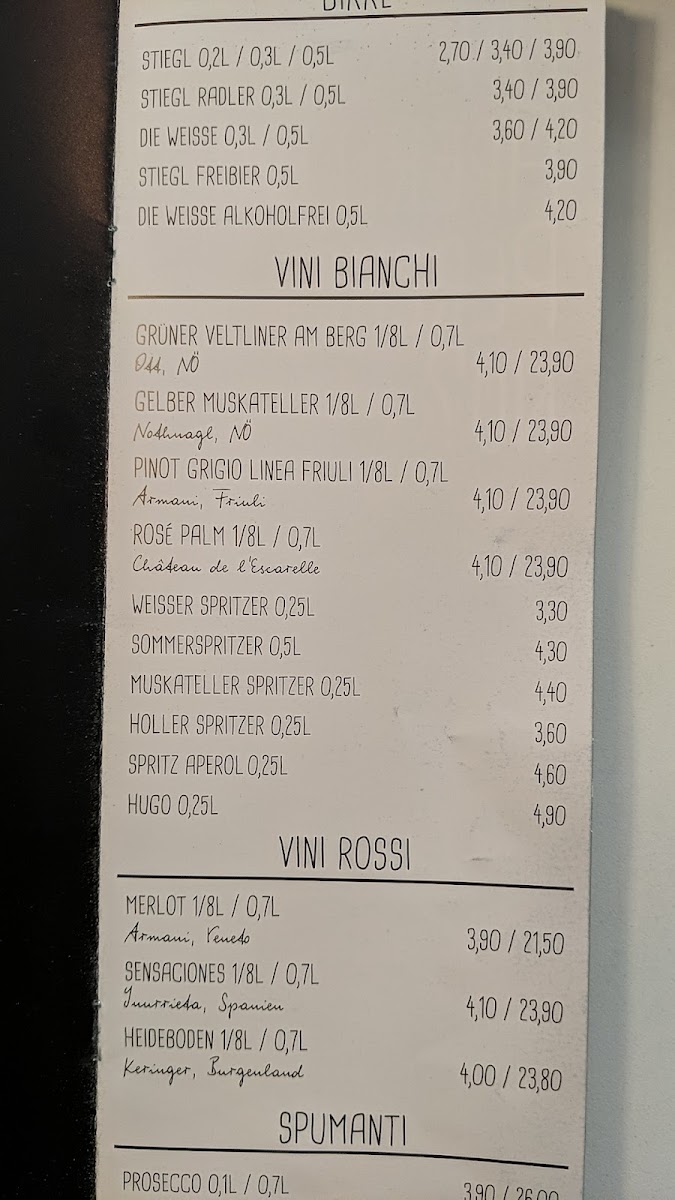 BIRRE
STIEGL 0,2L / 0,3L / 0,5L 2,70 / 3,40 / 3,90
STIEGL RADLER 0,3L / 0,5L 3,40 / 3,90
DIE WEISSE 0,3L / 0,5L 3,60 / 4,20
STIEGL FREIBIER 0,5L 3,90
DIE WEISSE ALKOHOLFREI 0,5L 4,20
VINI BIANCHI
GRÜNER VELTLINER AM BERG 1/8L / 0,7L
Ott, NÖ 4,10 / 23,90
GELBER MUSKATELLER 1/8L / 0,7L
Nothnagl, NÖ 4,10 / 23,90
PINOT GRIGIO LINEA FRIULI 1/8L / 0,7L
Armani, Friuli 4,10 / 23,90
ROSÉ PALM 1/8L / 0,7L
Château de l'Escarelle 4,10 / 23,90
WEISSER SPRITZER 0,25L 3,30
SOMMERSPRITZER 0,5L 4,30
MUSKATELLER SPRITZER 0,25L 4,40
HOLLER SPRITZER 0,25L 3,60
SPRITZ APEROL 0,25L 4,60
HUGO 0,25L 4,90
VINI ROSSI
MERLOT 1/8L / 0,7L
Armani, Veneto 3,90 / 21,50
SENSACIONES 1/8L / 0,7L
Ynurrieta, Spanien 4,10 / 23,90
HEIDEBODEN 1/8L / 0,7L
Keringer, Burgenland 4,00 / 23,80
SPUMANTI
PROSECCO 0,1L / 0,7L 3,90 / 26,00